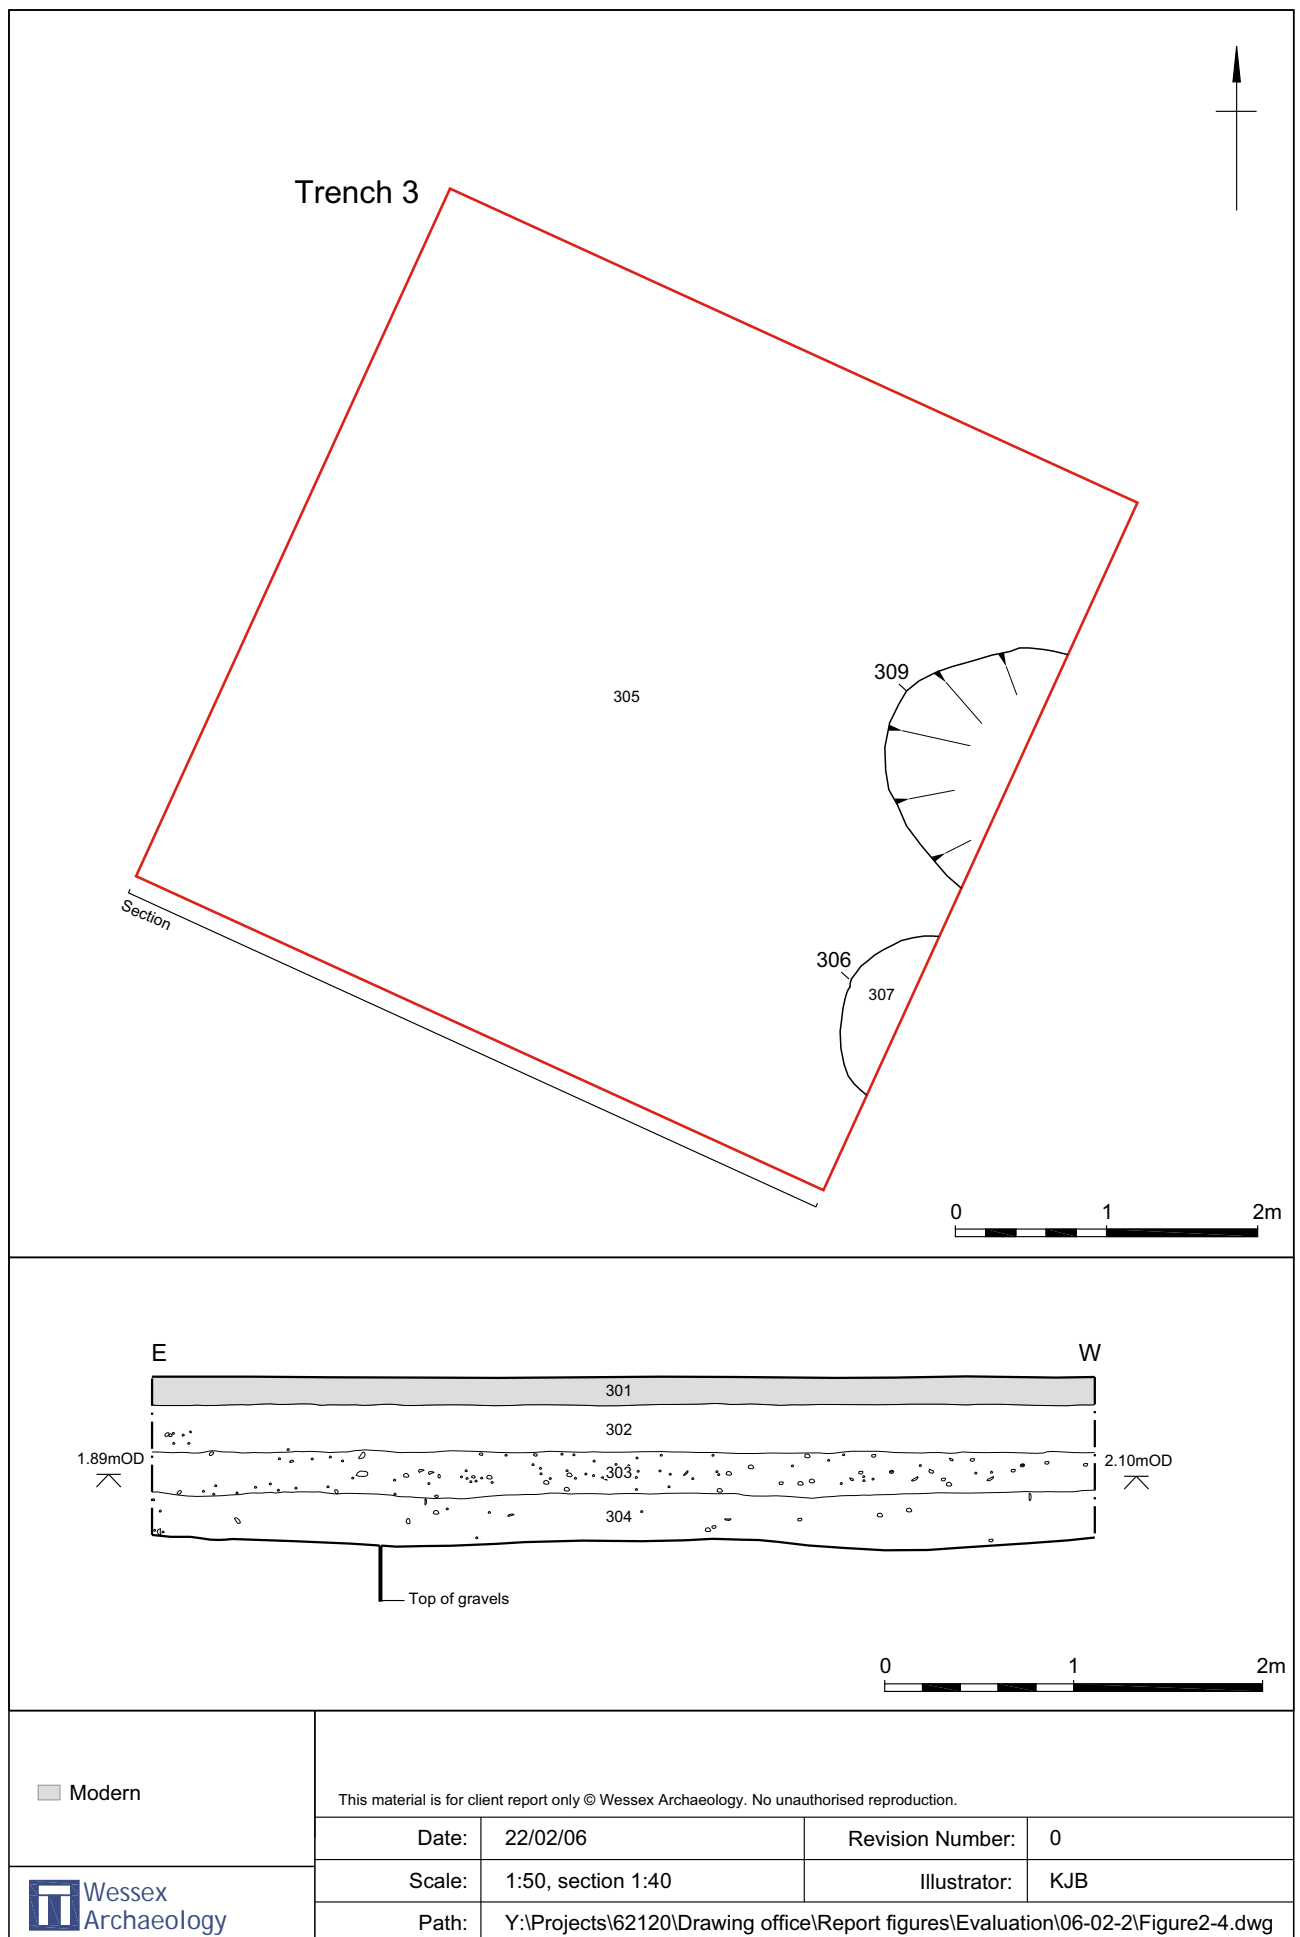 Trench 3
309
305
306
307
Section
0 1 2m
E W
301
302
1.89mOD 303 2.10mOD
304
Top of gravels
0 1 2m
Modern
This material is for client report only © Wessex Archaeology. No unauthorised reproduction.
Date: 22/02/06 Revision Number: 0
Scale: 1:50, section 1:40 Illustrator: KJB
Path: Y:\Projects\62120\Drawing office\Report figures\Evaluation\06-02-2\Figure2-4.dwg
Wessex
Archaeology